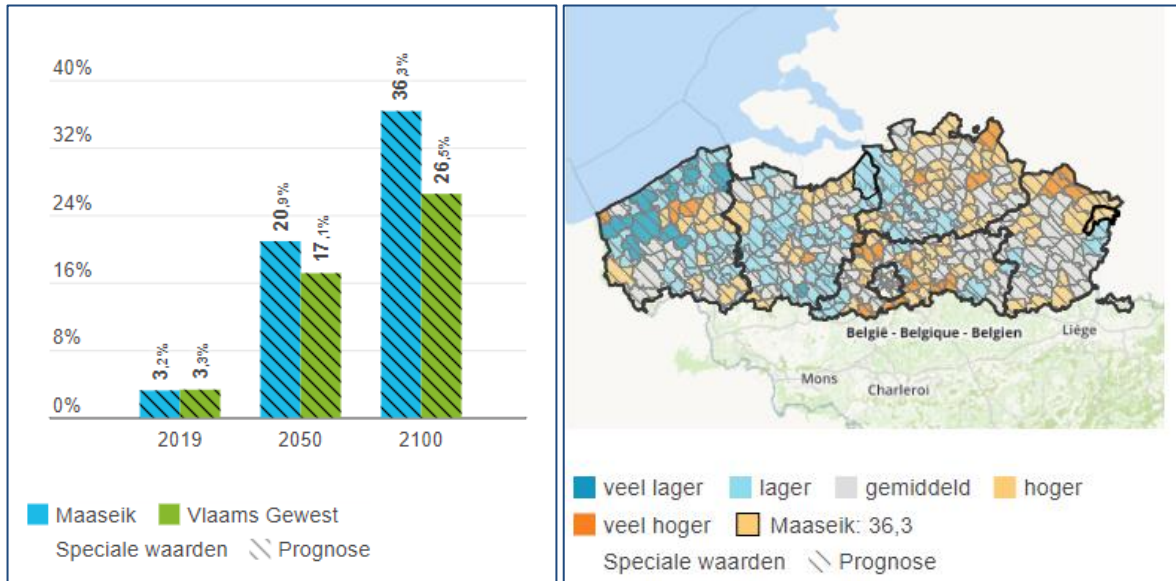 40%
32%
24%
16%
8%
0%
3,2%
3,3%
20,9%
17,1%
36,3%
26,5%
2019 2050 2100
Maaseik Vlaams Gewest
Speciale waarden Prognose
België - Belgique - Belgien
Liège
Mons
Charleroi
veel lager lager gemiddeld hoger
veel hoger Maaseik: 36,3
Speciale waarden Prognose